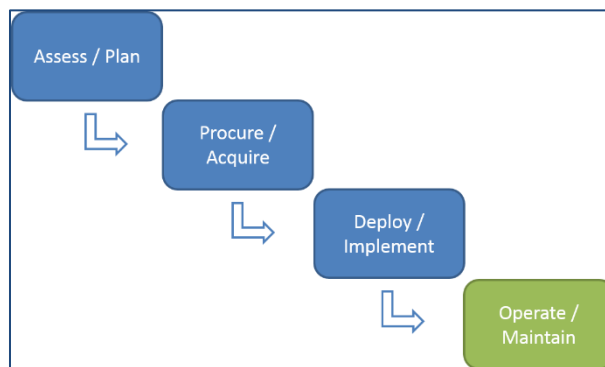 Assess / Plan
Procure /
Acquire
Deploy /
Implement
Operate /
Maintain